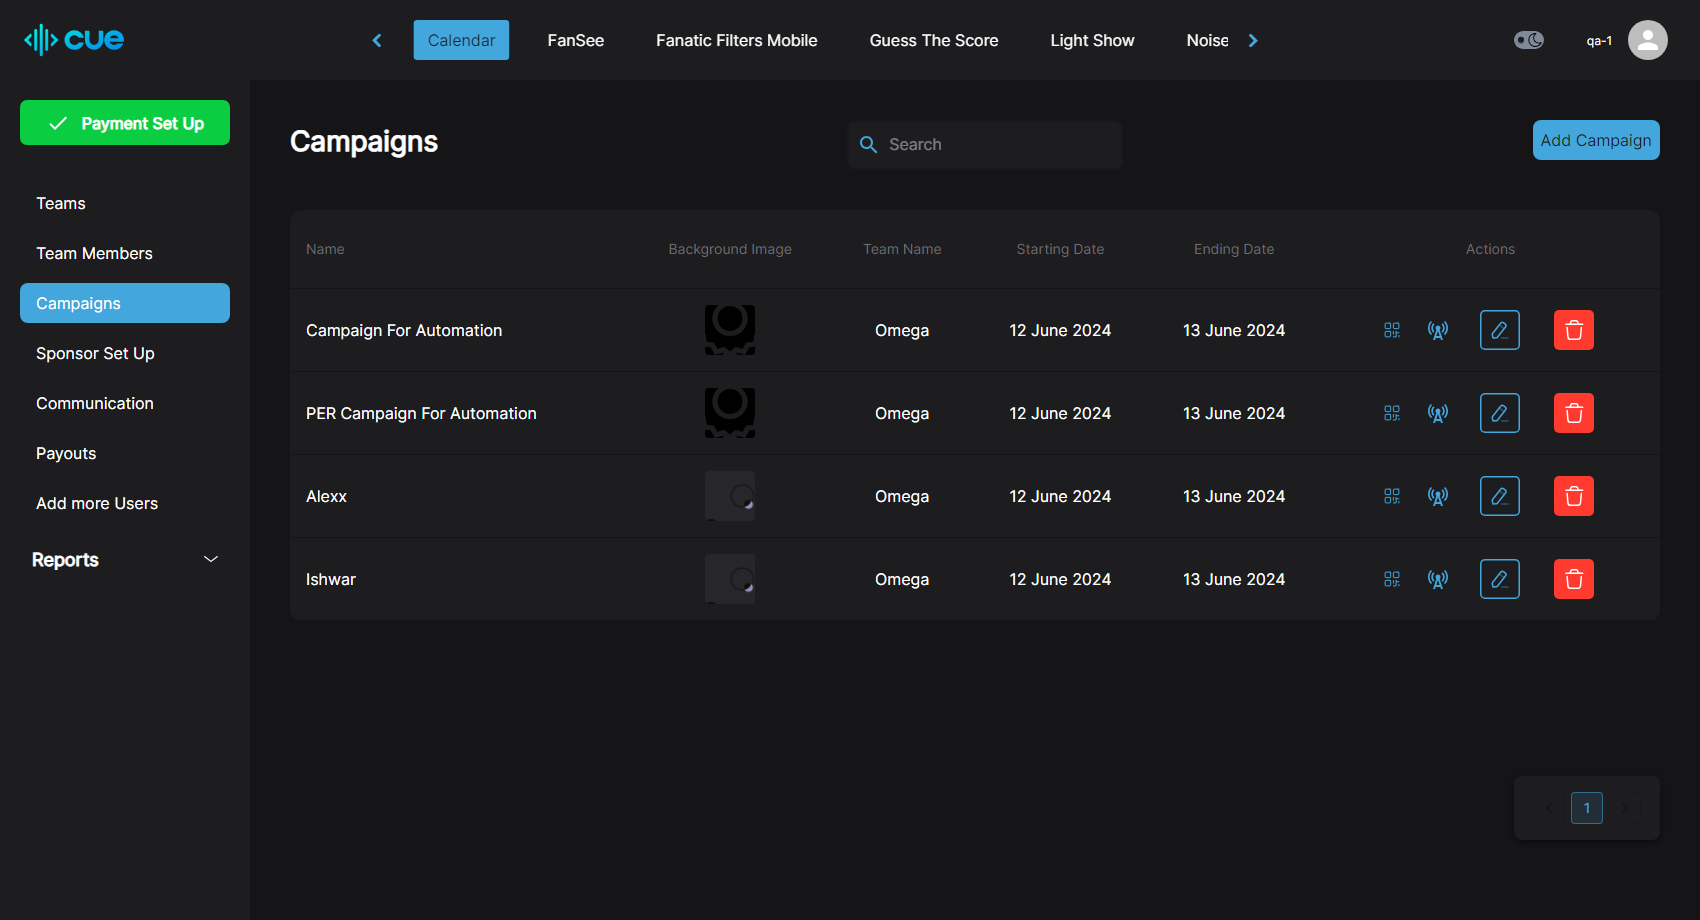 cue
Calendar FanSee Fanatic Filters Mobile Guess The Score Light Show Noise
qa-1
Payment Set Up
Teams
Team Members
Campaigns
Sponsor Set Up
Communication
Payouts
Add more Users
Reports
Campaigns
Search
Add Campaign
Name Background Image Team Name Starting Date Ending Date Actions
Campaign For Automation Omega 12 June 2024 13 June 2024
PER Campaign For Automation Omega 12 June 2024 13 June 2024
Alexx Omega 12 June 2024 13 June 2024
Ishwar Omega 12 June 2024 13 June 2024
1